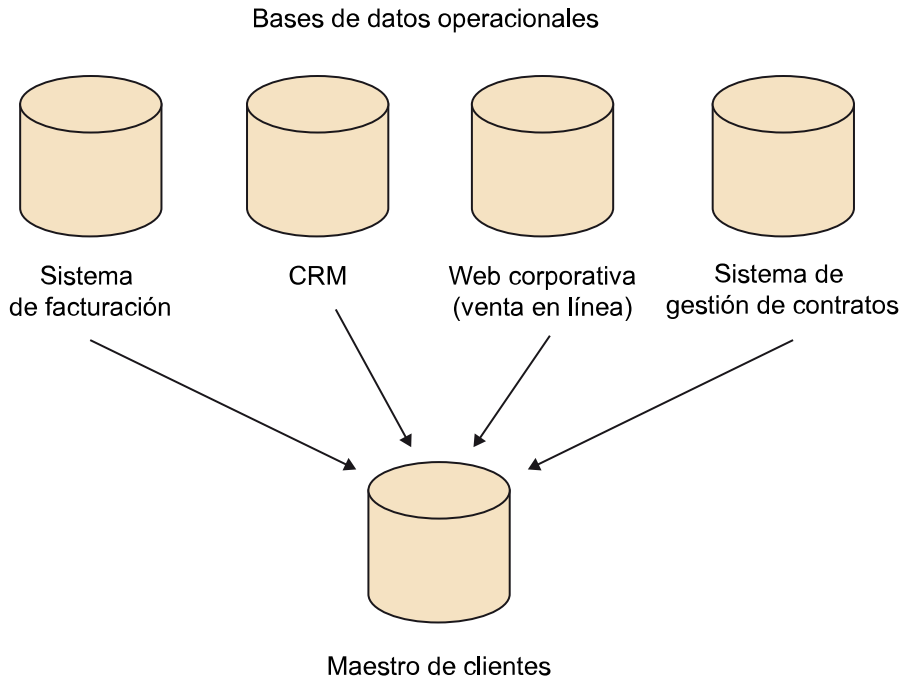 Bases de datos operacionales
Sistema
de facturación
CRM
Web corporativa
(venta en línea)
Sistema de
gestión de contratos
Maestro de clientes